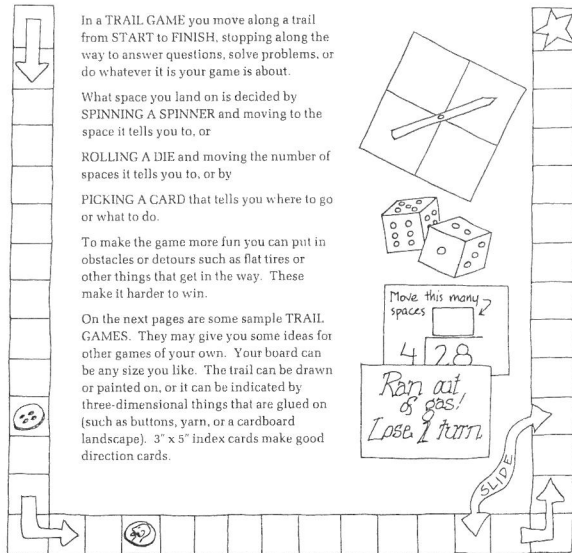 In a TRAIL GAME you move along a trail
from START to FINISH, stopping along the
way to answer questions, solve problems, or
do whatever it is your game is about.
What space you land on is decided by
SPINNING A SPINNER and moving to the
space it tells you to, or
ROLLING A DIE and moving the number of
spaces it tells you to, or by
PICKING A CARD that tells you where to go
or what to do.
To make the game more fun you can put in
obstacles or detours such as flat tires or
other things that get in the way. These
make it harder to win.
On the next pages are some sample TRAIL
GAMES. They may give you some ideas for
other games of your own. Your board can
be any size you like. The trail can be drawn
or painted on, or it can be indicated by
three-dimensional things that are glued on
(such as buttons, yarn, or a cardboard
landscape). 3" x 5" index cards make good
direction cards.
Move this many
spaces
4 28
Ran out
of gas!
Lose 1 turn
SLIDE